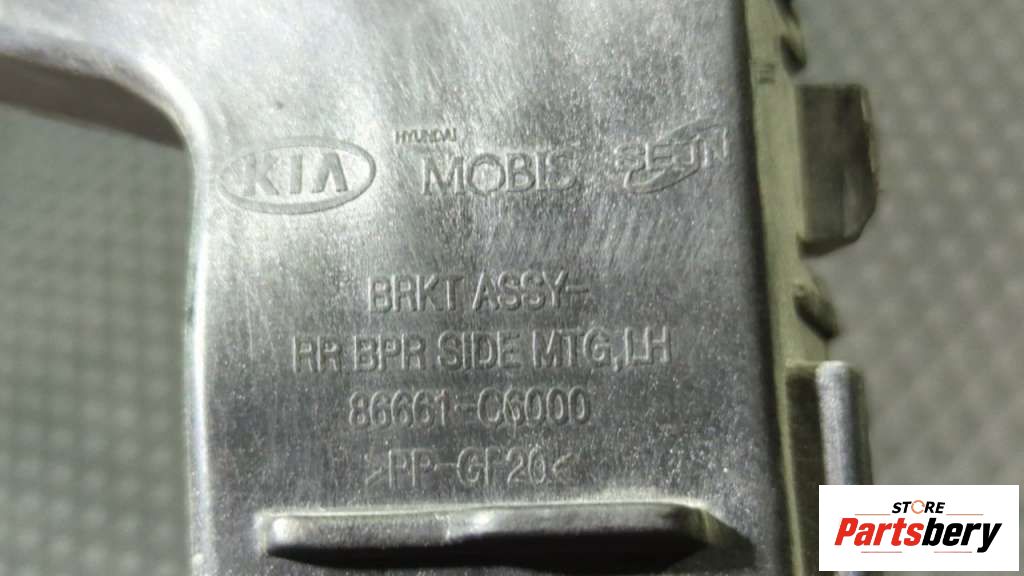 KIA
HYUNDAI
MOBIS
SEJIN
BRKT ASSY-
RR BPR SIDE MTG,LH
86661-C6000
>PP-GF20<
STORE
Partsbery